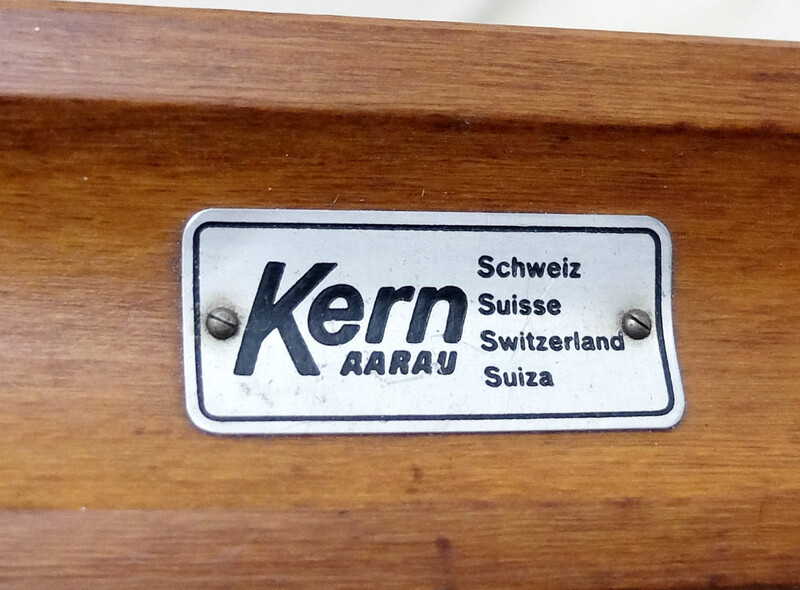 Kern
AARAU
Schweiz
Suisse
Switzerland
Suiza